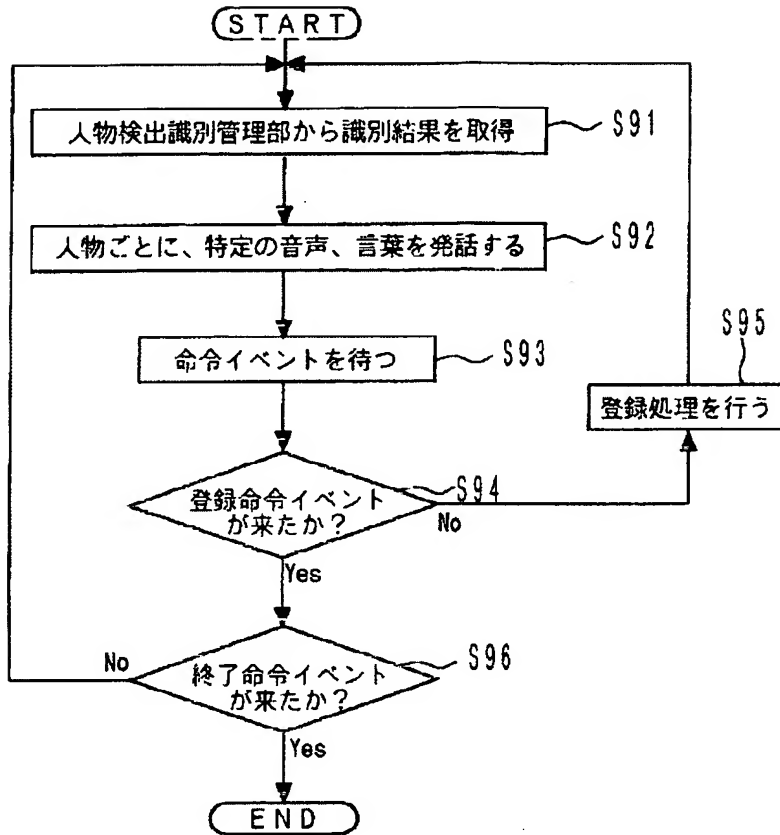 START
人物検出識別管理部から識別結果を取得
S91
人物ごとに、特定の音声、言葉を発話する
S92
命令イベントを待つ
S93
S95
登録処理を行う
登録命令イベント
が来たか？
S94
No
Yes
終了命令イベント
が来たか？
S96
No
Yes
END